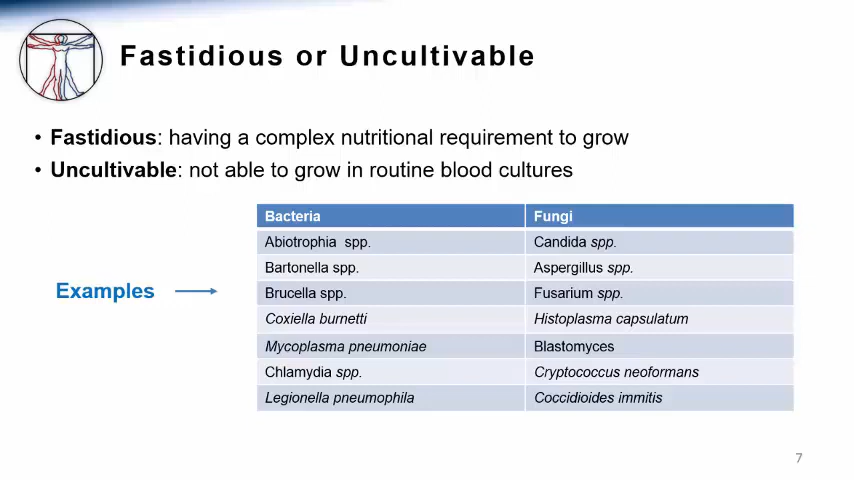 Fastidious or Uncultivable
• Fastidious: having a complex nutritional requirement to grow
• Uncultivable: not able to grow in routine blood cultures
Bacteria Fungi
Abiotrophia spp. Candida spp.
Bartonella spp. Aspergillus spp.
Examples
Brucella spp. Fusarium spp.
Coxiella burnetti Histoplasma capsulatum
Mycoplasma pneumoniae Blastomyces
Chlamydia spp. Cryptococcus neoformans
Legionella pneumophila Coccidioides immitis
7